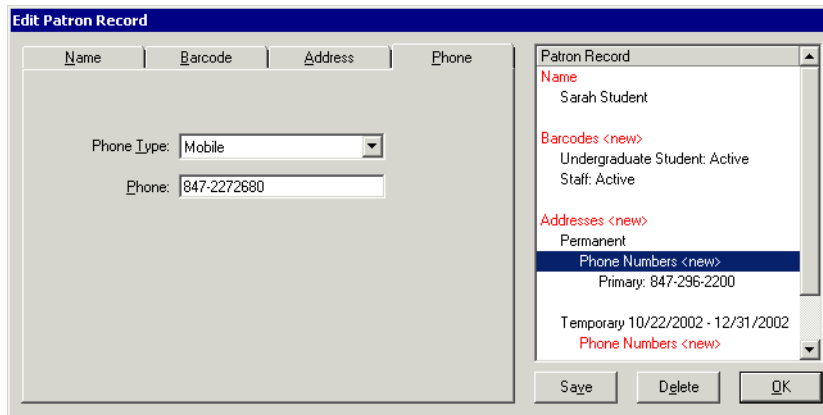 Edit Patron Record
Name
Barcode
Address
Phone
Phone Type: Mobile
Phone: 847-2272680
Patron Record
Name
Sarah Student
Barcodes <new>
Undergraduate Student: Active
Staff: Active
Addresses <new>
Permanent
Phone Numbers <new>
Primary: 847-296-2200
Temporary 10/22/2002 - 12/31/2002
Phone Numbers <new>
Save
Delete
OK